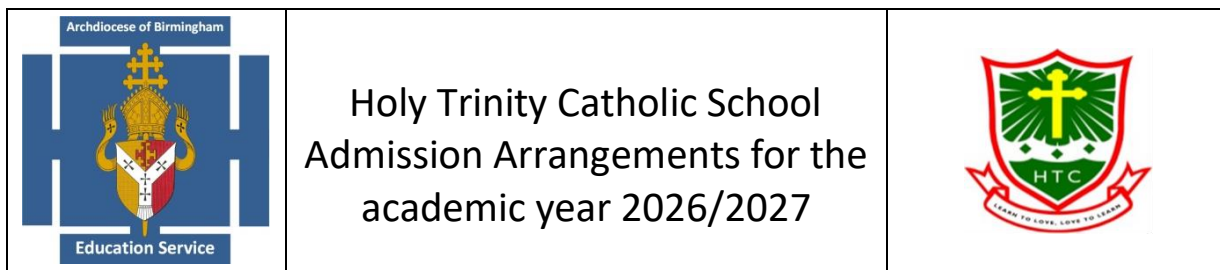 Archdiocese of Birmingham
Education Service
Holy Trinity Catholic School
Admission Arrangements for the
academic year 2026/2027
HTC
LEARN TO LOVE, LOVE TO LEARN